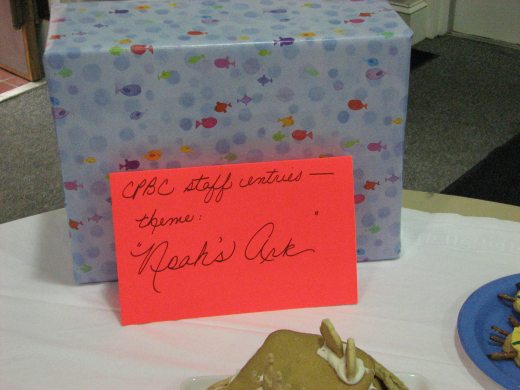 CPBC staff entries —
theme:
"Noah's Ark"